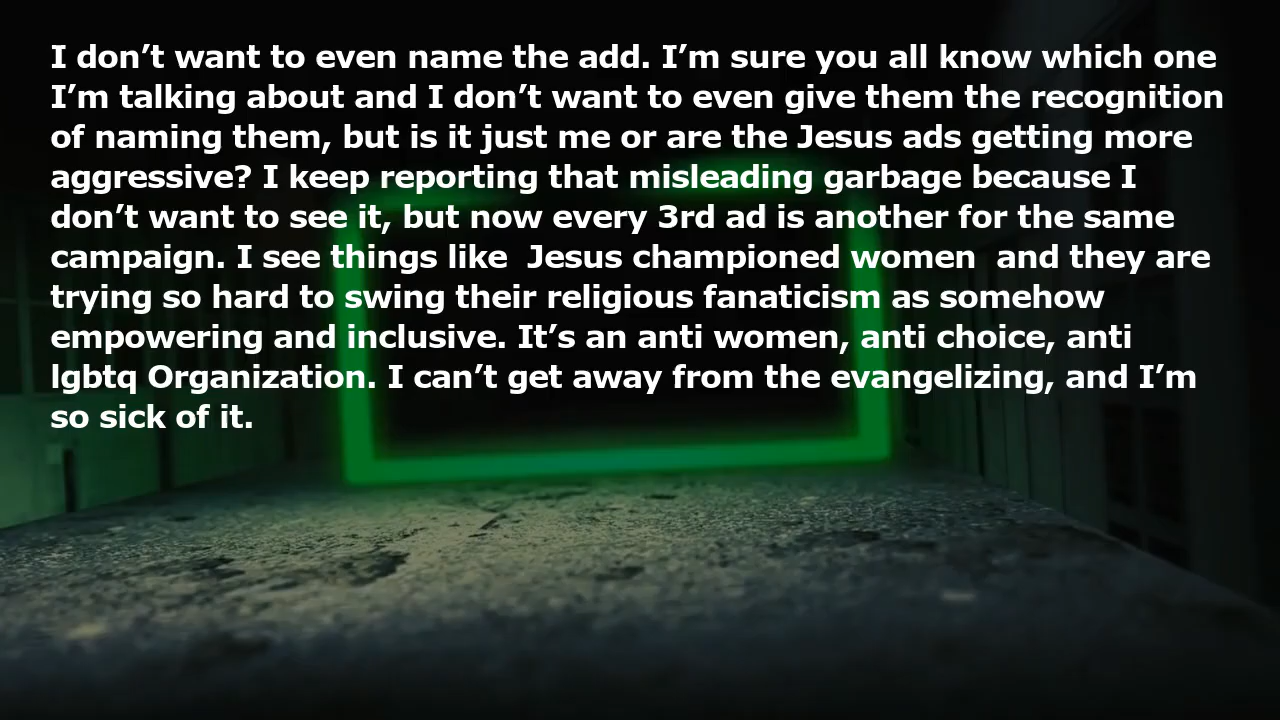 I don’t want to even name the add. I’m sure you all know which one
I’m talking about and I don’t want to even give them the recognition
of naming them, but is it just me or are the Jesus ads getting more
aggressive? I keep reporting that misleading garbage because I
don’t want to see it, but now every 3rd ad is another for the same
campaign. I see things like  Jesus championed women  and they are
trying so hard to swing their religious fanaticism as somehow
empowering and inclusive. It’s an anti women, anti choice, anti
lgbtq Organization. I can’t get away from the evangelizing, and I’m
so sick of it.